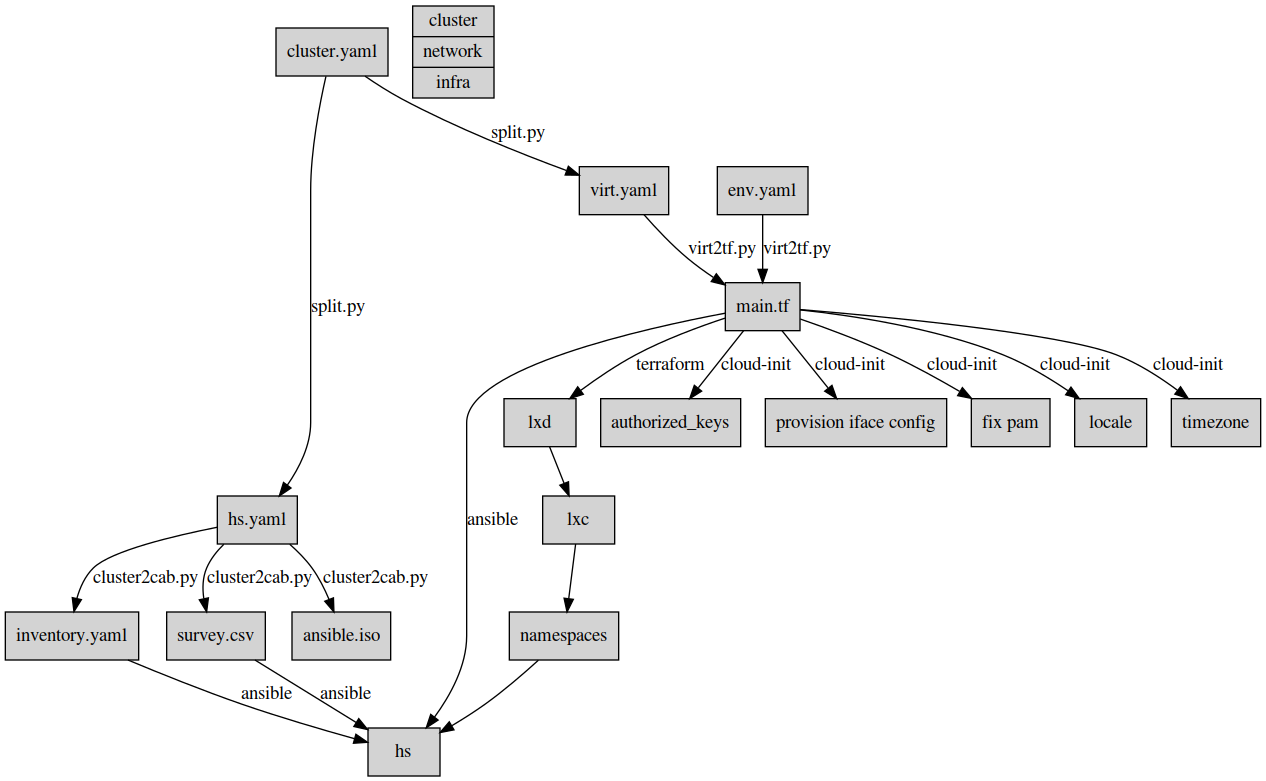 cluster.yaml
cluster
network
infra
split.py
virt.yaml
env.yaml
virt2tf.py
virt2tf.py
split.py
main.tf
terraform
cloud-init
cloud-init
cloud-init
cloud-init
cloud-init
lxd
authorized_keys
provision iface config
fix pam
locale
timezone
hs.yaml
ansible
lxc
cluster2cab.py
cluster2cab.py
cluster2cab.py
inventory.yaml
survey.csv
ansible.iso
namespaces
ansible
ansible
hs